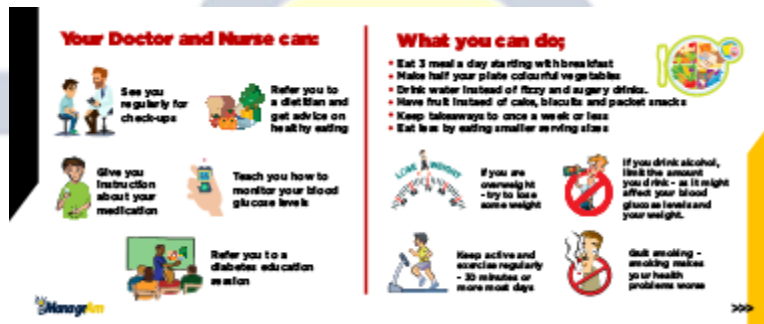 Your Doctor and Nurse can:
See you
regularly for
check-ups
Refer you to
a dietitian and
get advice on
healthy eating
Give you
instruction
about your
medication
Teach you how to
monitor your blood
glucose levels
Refer you to a
diabetes education
session
What you can do;
• Eat 3 meal a day starting with breakfast
• Make half your plate colourful vegetables
• Drink water instead of fizzy and sugary drinks.
• Have fruit instead of cake, biscuits and packet snacks
• Keep takeaways to once a week or less
• Eat less by eating smaller serving sizes
LOSE WEIGHT
If you are
overweight
- try to lose
some weight
If you drink alcohol,
limit the amount
you drink - as it might
affect your blood
glucose levels and
your weight.
Keep active and
exercise regularly
- 30 minutes or
more most days
Quit smoking -
smoking makes
your health
problems worse
>>>